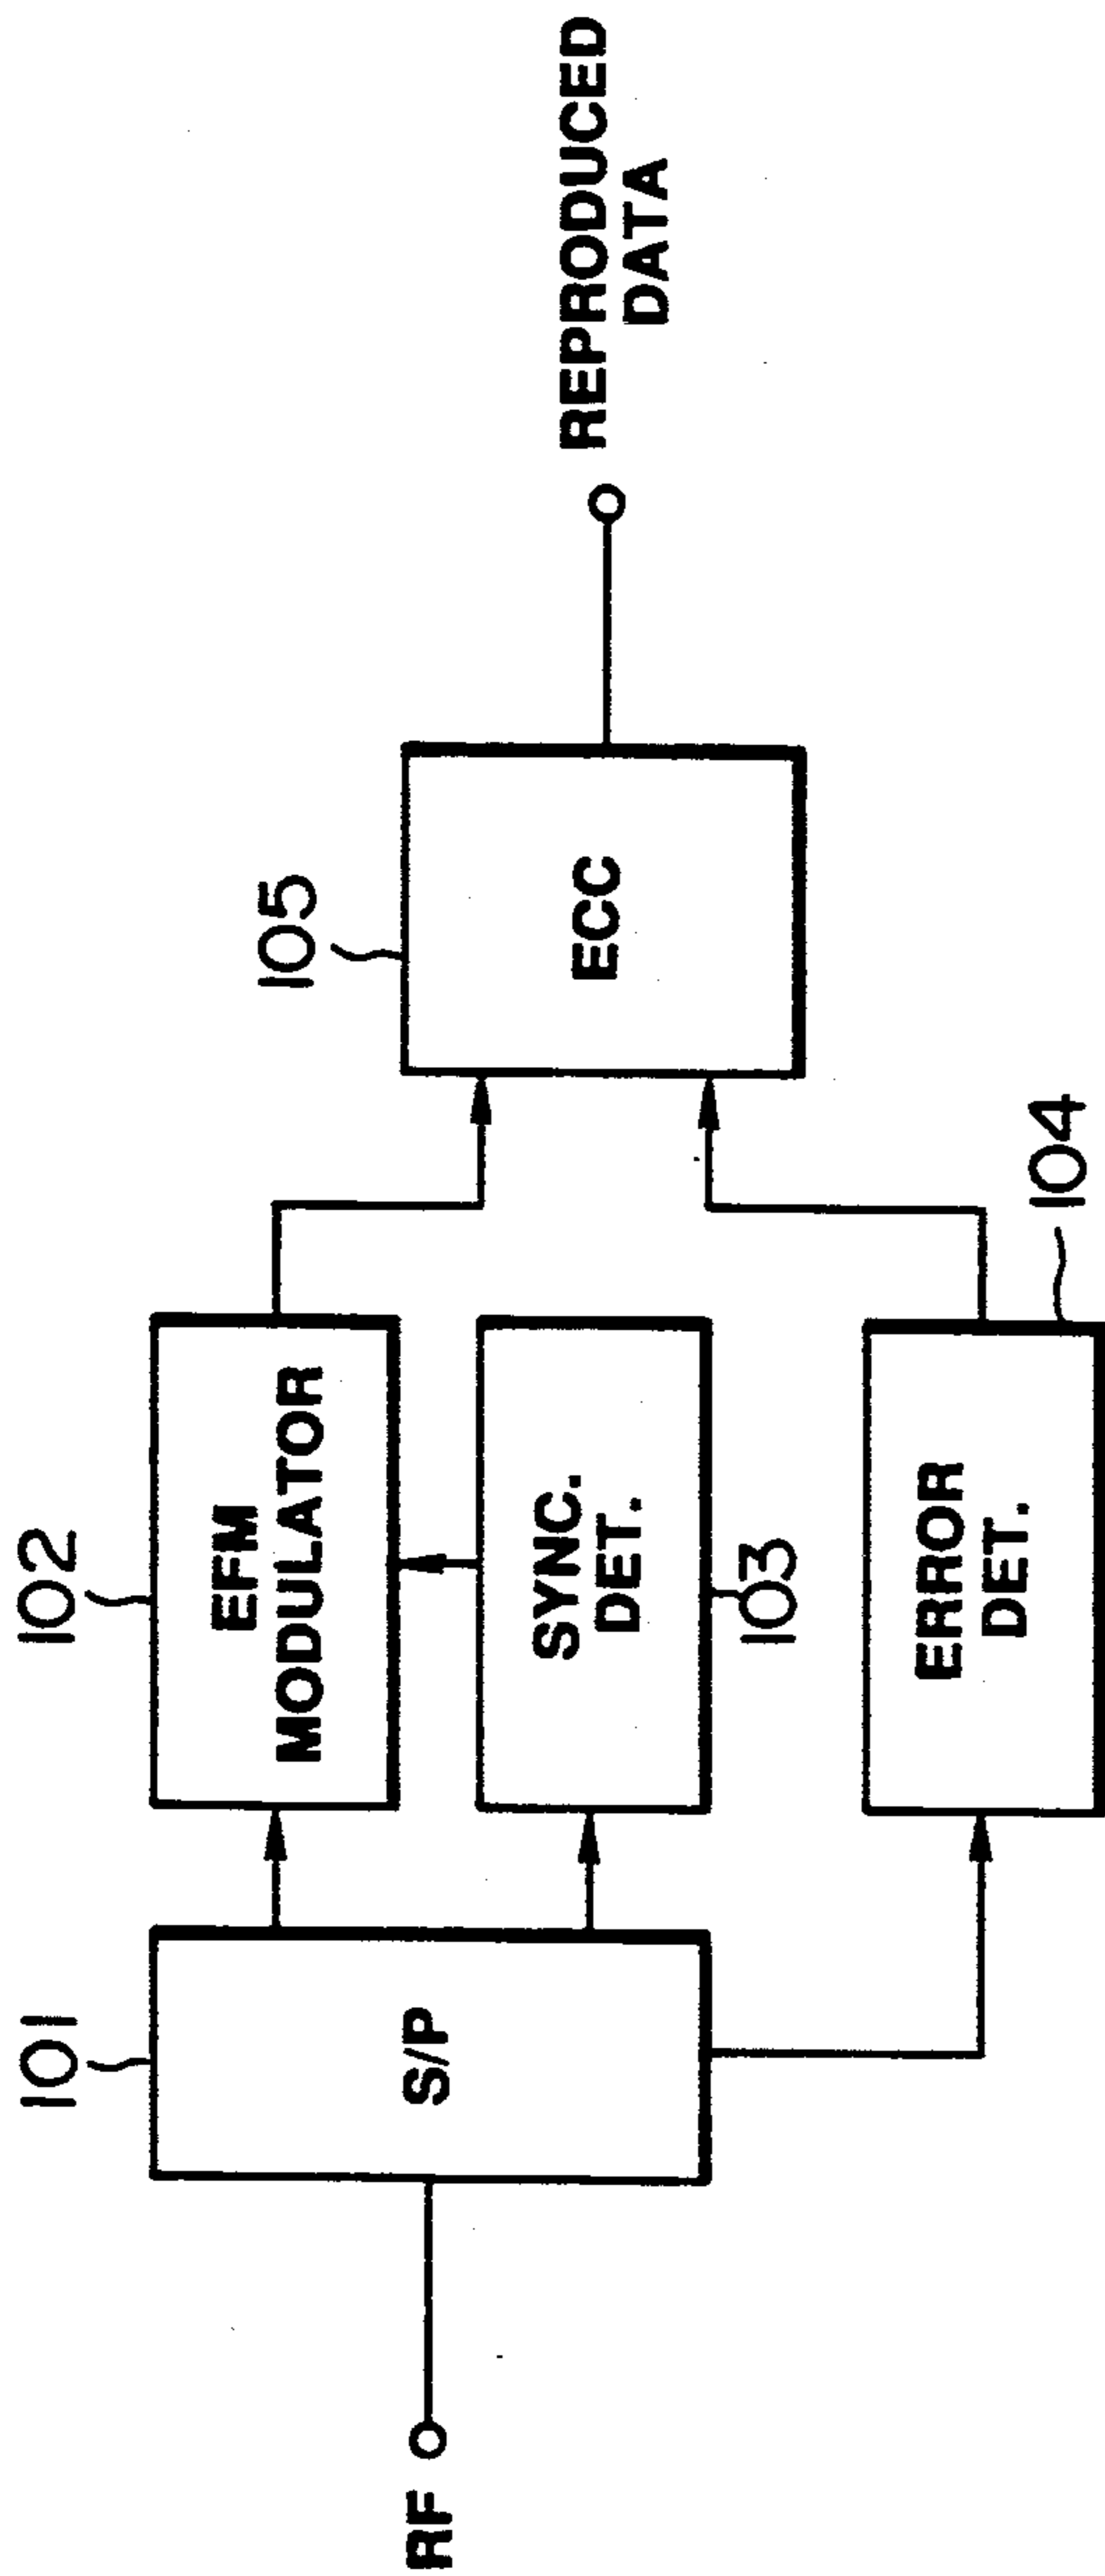 RF
101
S/P
102
EFM
MODULATOR
SYNC.
DET.
103
ERROR
DET.
104
105
ECC
REPRODUCED
DATA